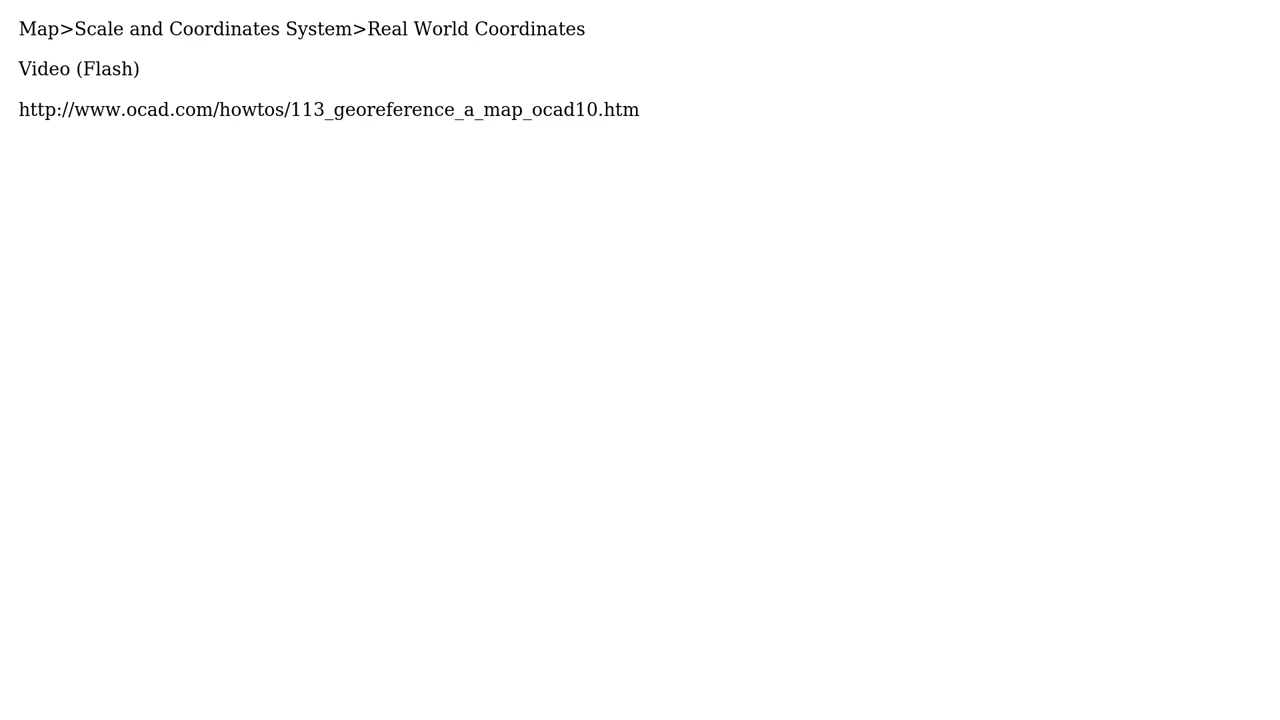 Map>Scale and Coordinates System>Real World Coordinates
Video (Flash)
http://www.ocad.com/howtos/113_georeference_a_map_ocad10.htm